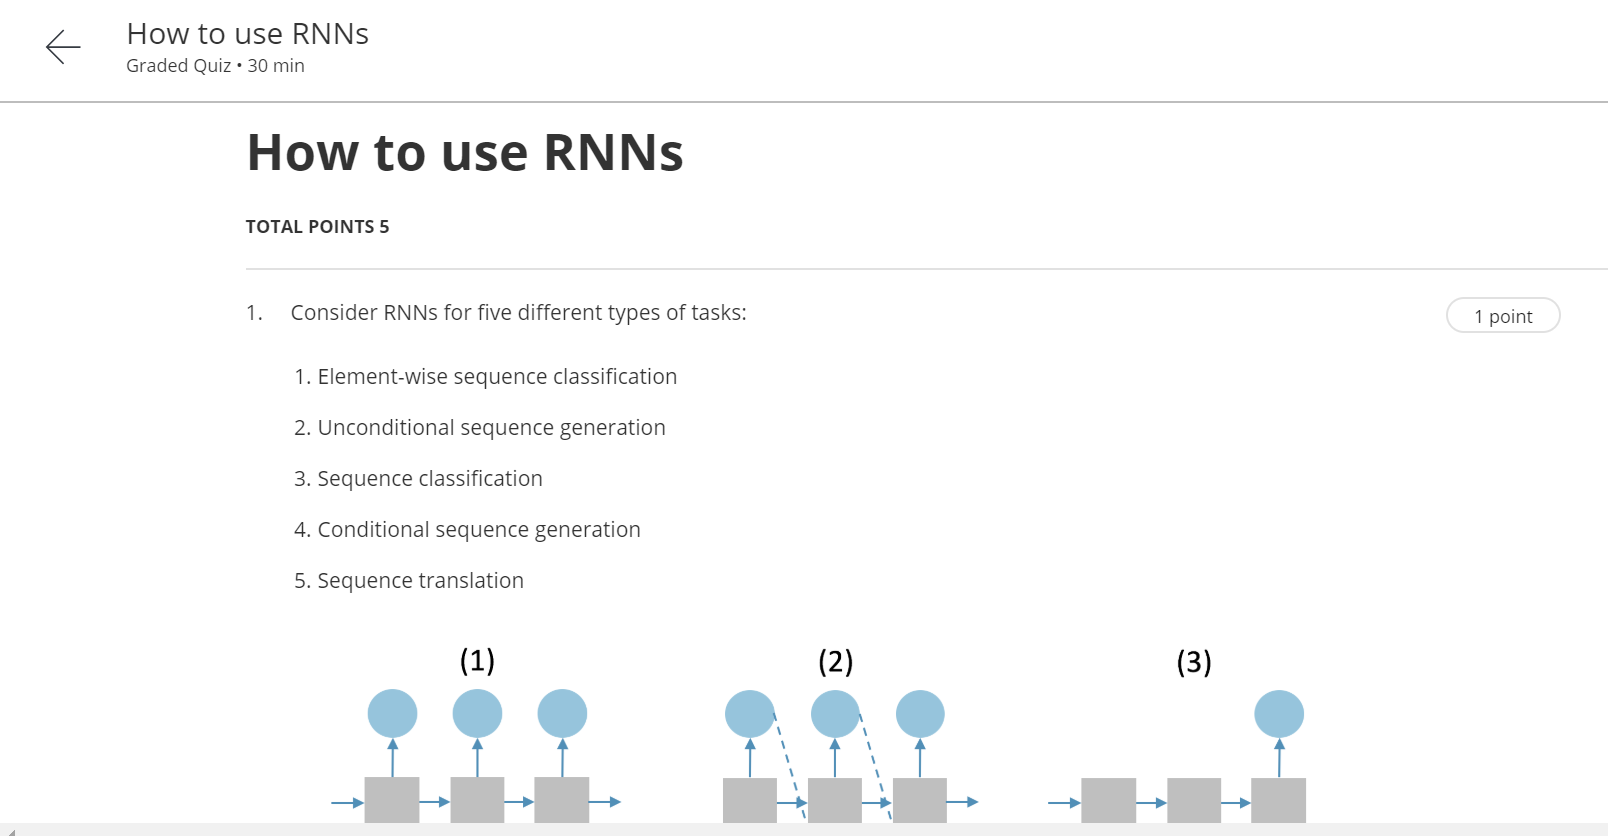 How to use RNNs
Graded Quiz • 30 min
How to use RNNs
TOTAL POINTS 5
1. Consider RNNs for five different types of tasks:
1 point
1. Element-wise sequence classification
2. Unconditional sequence generation
3. Sequence classification
4. Conditional sequence generation
5. Sequence translation
(1) (2) (3)